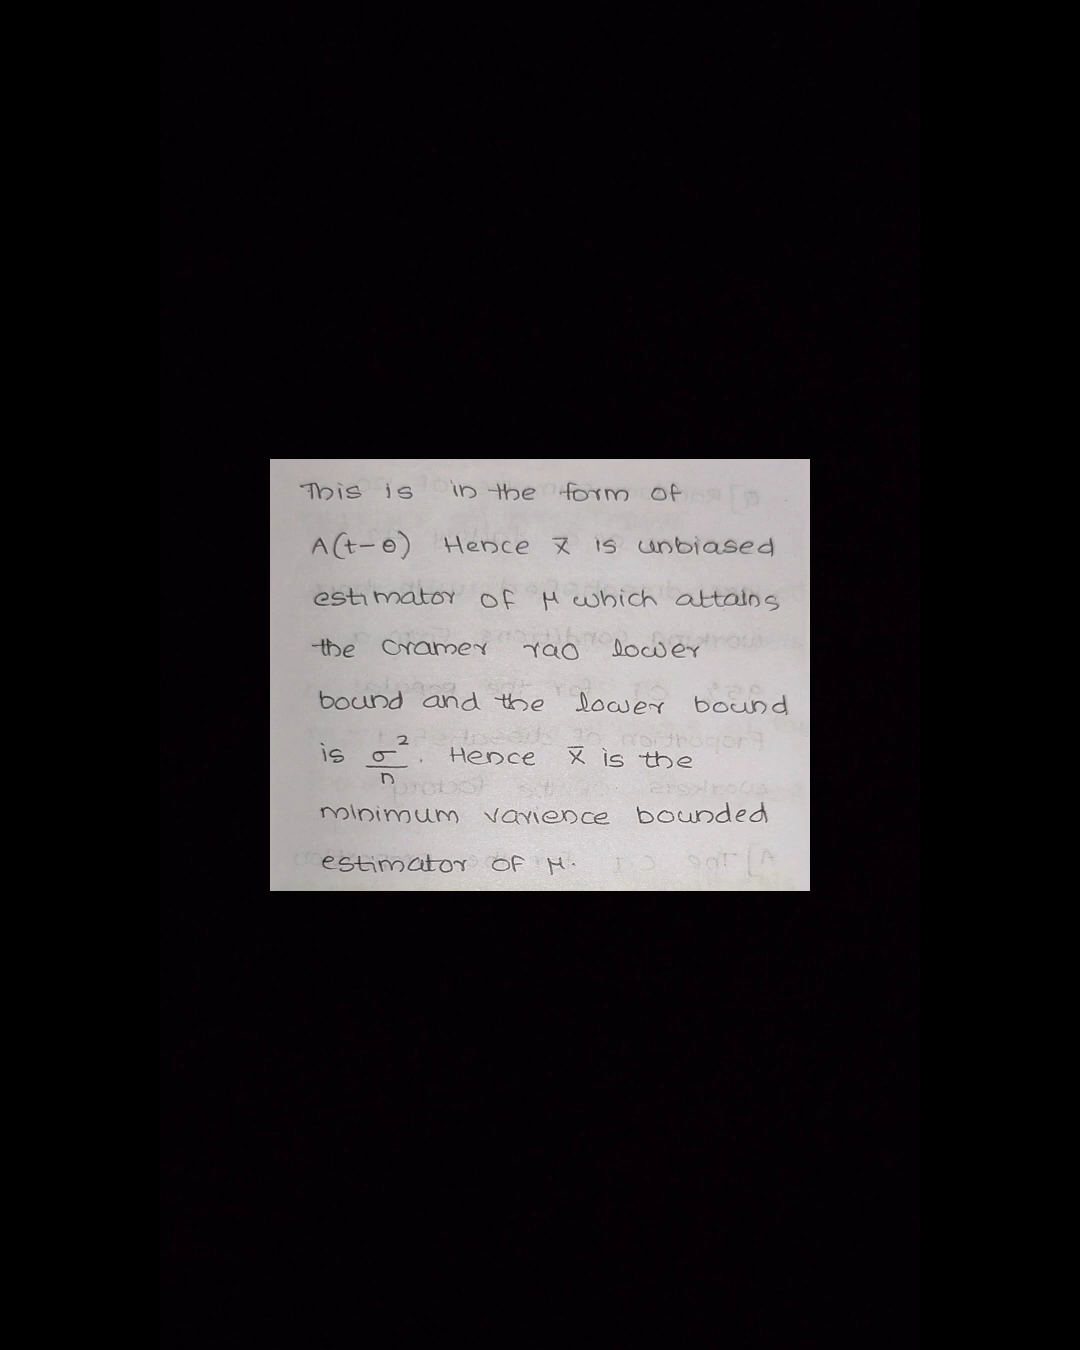 This is in the form of
A(t-θ) Hence x̅ is unbiased
estimator of μ which attains
the cramer rao lower
bound and the lower bound
is σ²/n. Hence x̅ is the
minimum varience bounded
estimator of μ.